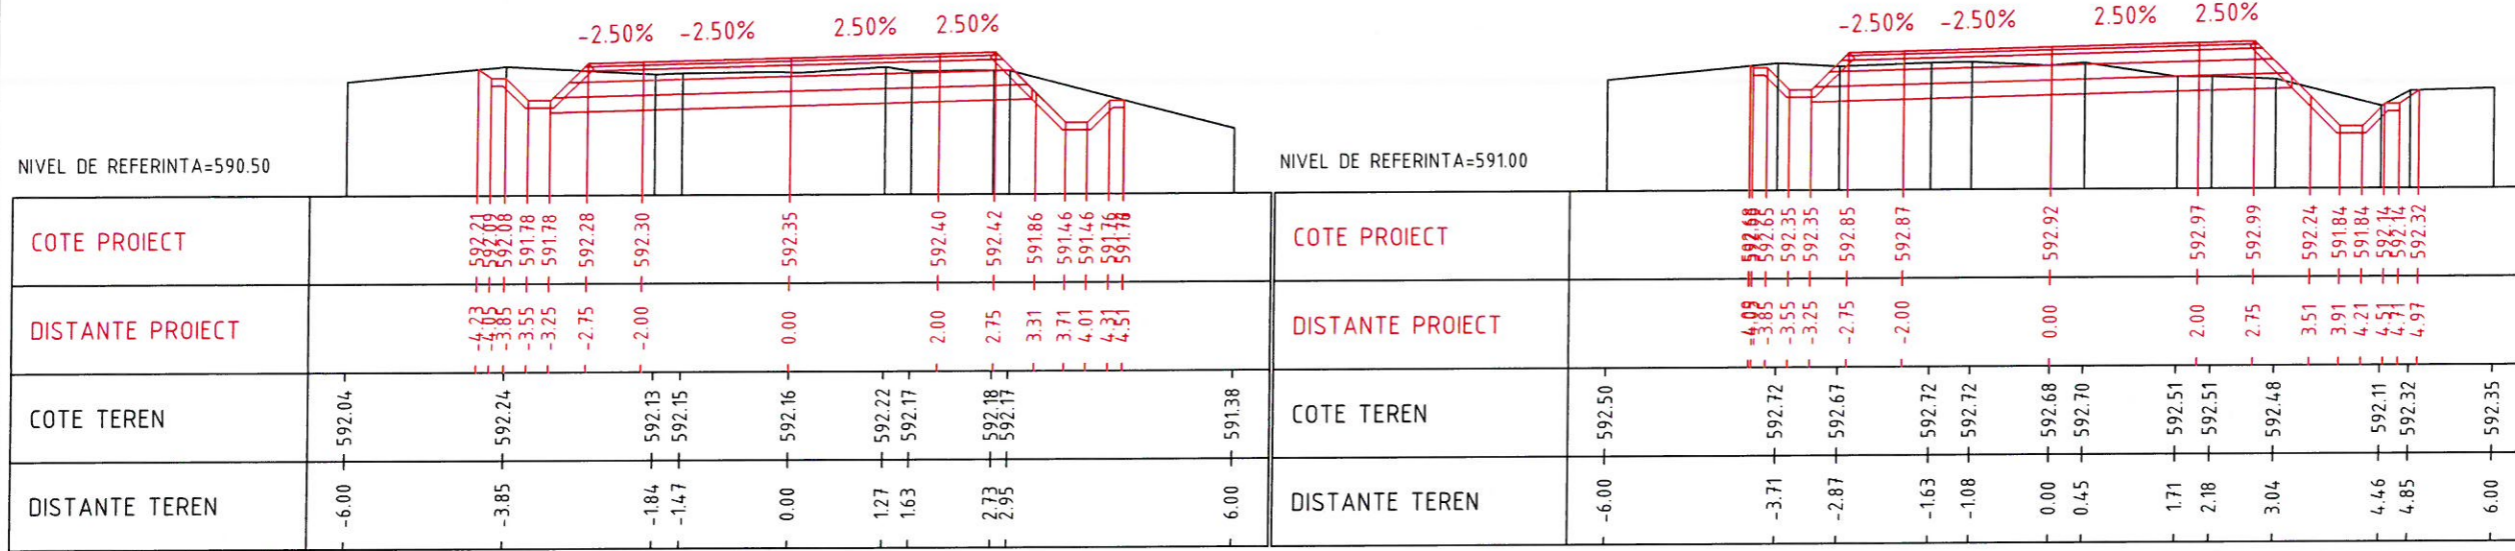 -2.50% -2.50% 2.50% 2.50%
NIVEL DE REFERINTA=590.50
COTE PROIECT 592.21 592.09 592.08 591.78 591.78 592.28 592.30 592.35 592.40 592.42 591.86 591.46 591.46 591.76
DISTANTE PROIECT -4.23 -4.05 -3.85 -3.55 -3.25 -2.75 -2.00 0.00 2.00 2.75 3.31 3.71 4.01 4.31 4.51
COTE TEREN 592.04 592.24 592.13 592.15 592.16 592.22 592.17 592.18 592.17 591.38
DISTANTE TEREN -6.00 -3.85 -1.84 -1.47 0.00 1.27 1.63 2.73 2.95 6.00
-2.50% -2.50% 2.50% 2.50%
NIVEL DE REFERINTA=591.00
COTE PROIECT 592.65 592.35 592.35 592.85 592.87 592.92 592.97 592.99 592.24 591.84 591.84 592.14 592.14 592.32
DISTANTE PROIECT -3.85 -3.55 -3.25 -2.75 -2.00 0.00 2.00 2.75 3.51 3.91 4.21 4.51 4.71 4.97
COTE TEREN 592.50 592.72 592.67 592.72 592.72 592.68 592.70 592.51 592.51 592.48 592.11 592.32 592.35
DISTANTE TEREN -6.00 -3.71 -2.87 -1.63 -1.08 0.00 0.45 1.71 2.18 3.04 4.46 4.85 6.00